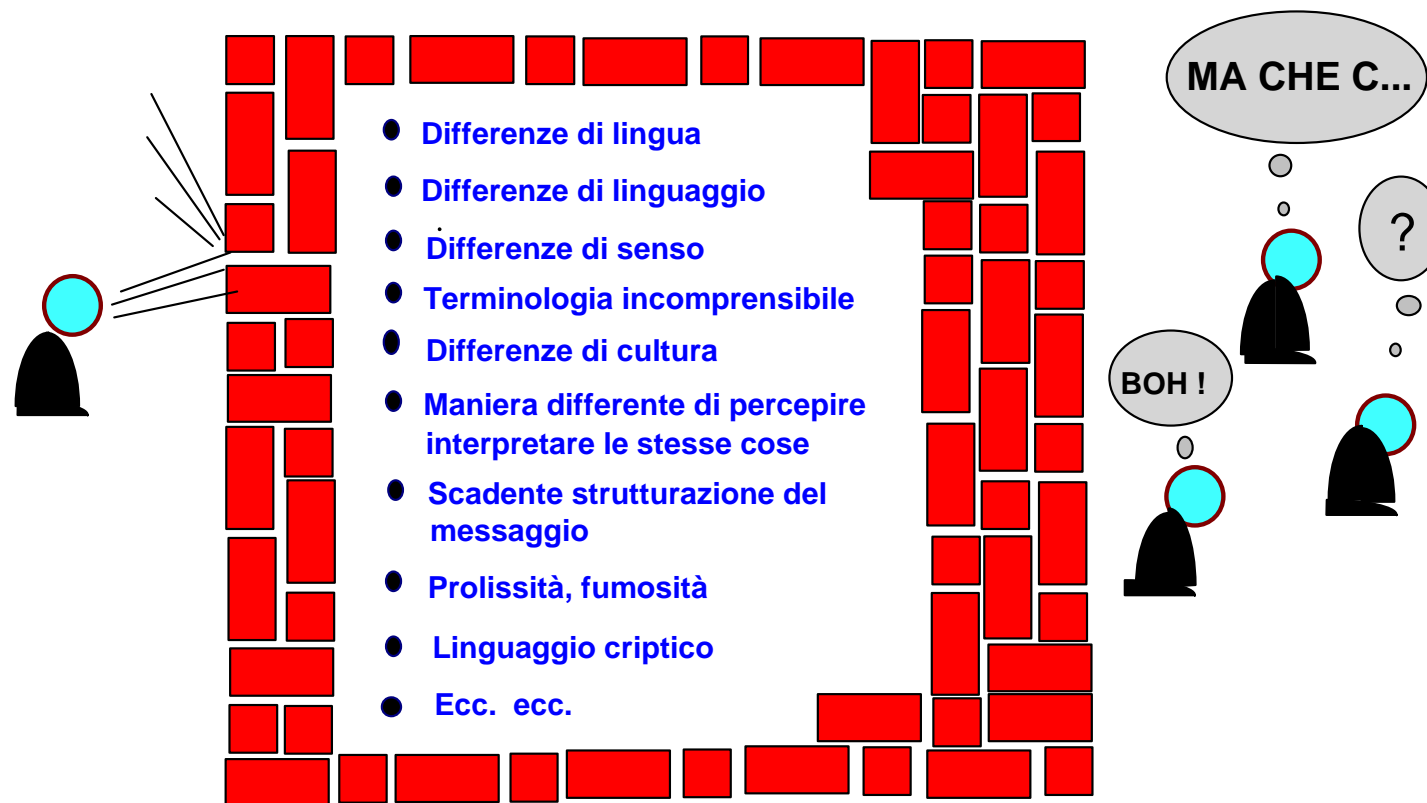 MA CHE C...
?
BOH !
Differenze di lingua
Differenze di linguaggio
Differenze di senso
Terminologia incomprensibile
Differenze di cultura
Maniera differente di percepire
interpretare le stesse cose
Scadente strutturazione del
messaggio
Prolissità, fumosità
Linguaggio criptico
Ecc. ecc.